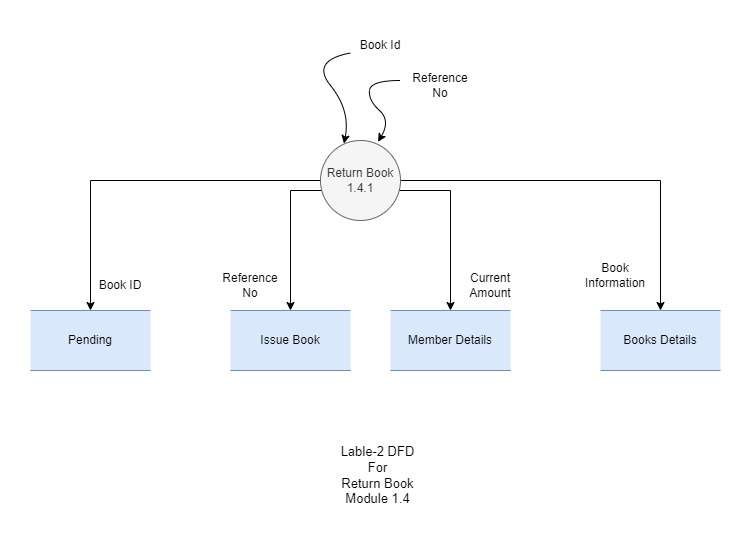 Book Id
Reference
No
Return Book
1.4.1
Book ID
Reference
No
Current
Amount
Book
Information
Pending
Issue Book
Member Details
Books Details
Lable-2 DFD
For
Return Book
Module 1.4